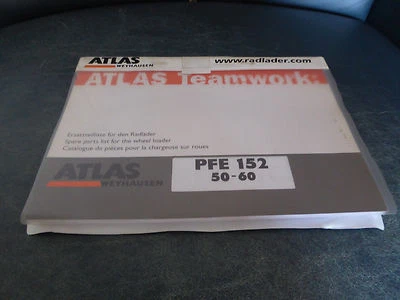 ATLAS
WEYHAUSEN
www.radlader.com
ATLAS Teamwork:
Ersatzteilliste für den Radlader
Spare parts list for the wheel loader
Catalogue de pièces pour la chargeuse sur roues
PFE 152
50-60
ATLAS
WEYHAUSEN